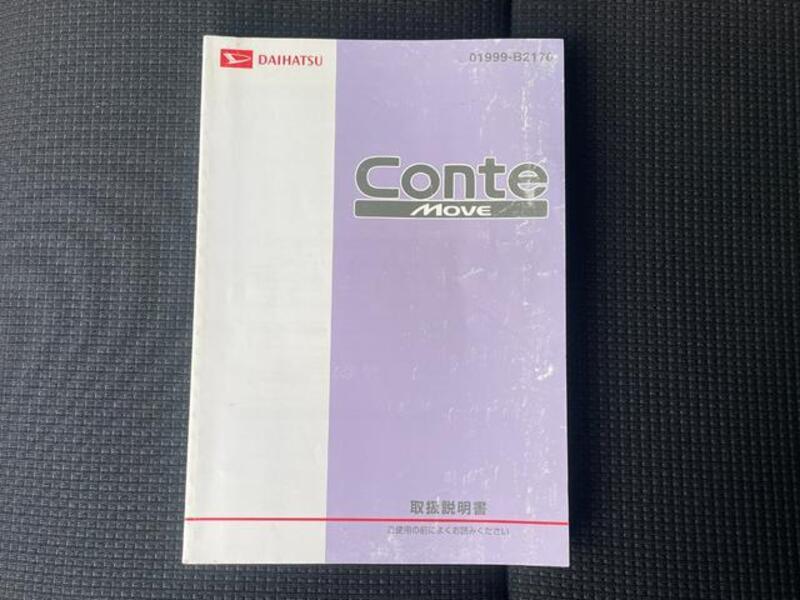 DAIHATSU
01999-B2176
Conte
MOVE
取扱説明書
ご使用の前によくお読みください